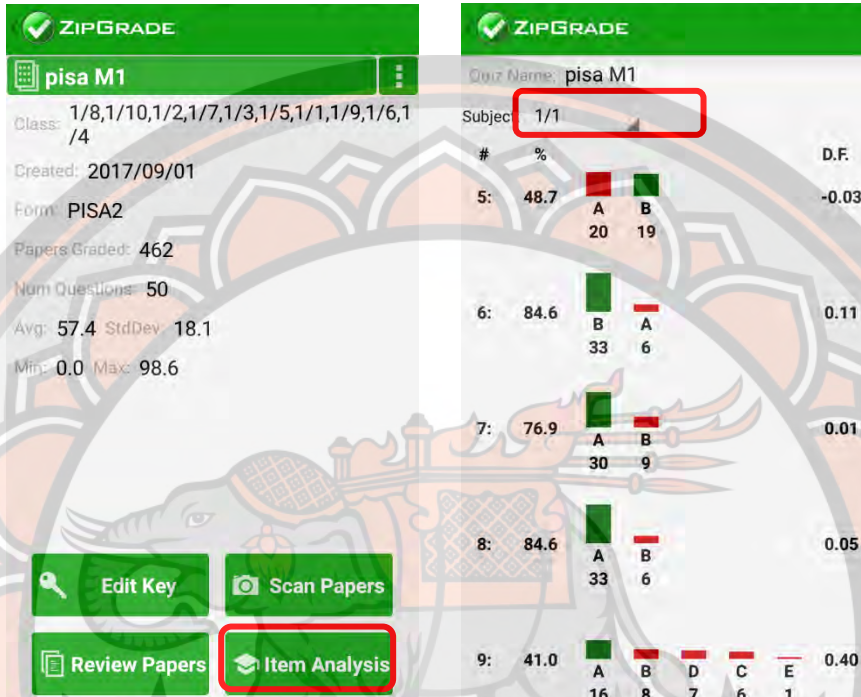 ZIPGRADE
pisa M1
Class: 1/8,1/10,1/2,1/7,1/3,1/5,1/1,1/9,1/6,1
/4
Created: 2017/09/01
Form: PISA2
Papers Graded: 462
Num Questions: 50
Avg: 57.4 StdDev: 18.1
Min: 0.0 Max: 98.6
Edit Key
Scan Papers
Review Papers
Item Analysis
ZIPGRADE
Quiz Name: pisa M1
Subject 1/1
# % D.F.
5: 48.7 A B -0.03
20 19
6: 84.6 B A 0.11
33 6
7: 76.9 A B 0.01
30 9
8: 84.6 A B 0.05
33 6
9: 41.0 A B D C E 0.40
16 8 7 6